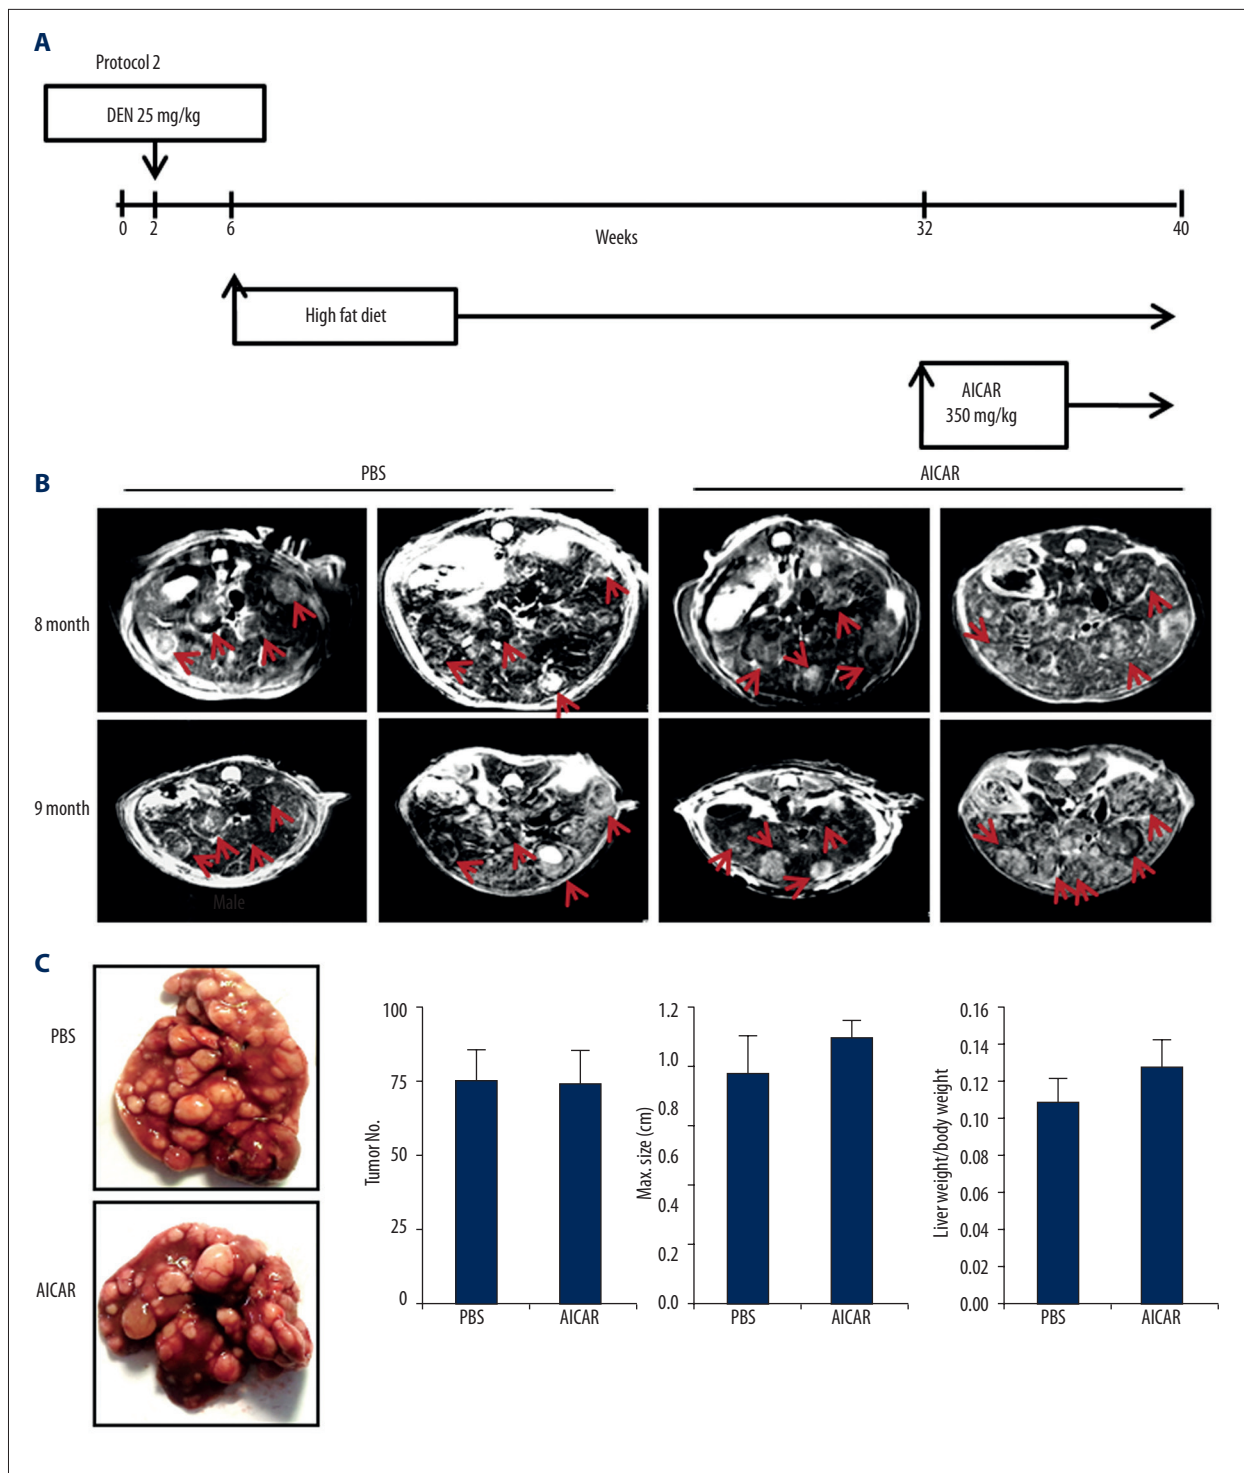 A
Protocol 2
DEN 25 mg/kg
0 2 6 32 40
Weeks
High fat diet
AICAR
350 mg/kg
B
PBS AICAR
8 month
9 month
Male
C
PBS
AICAR
Tumor No.
100
75
50
25
0
PBS AICAR
Max. size (cm)
1.2
1.0
0.8
0.6
0.4
0.2
0.0
PBS AICAR
Liver weight/body weight
0.16
0.14
0.12
0.10
0.08
0.06
0.04
0.02
0.00
PBS AICAR